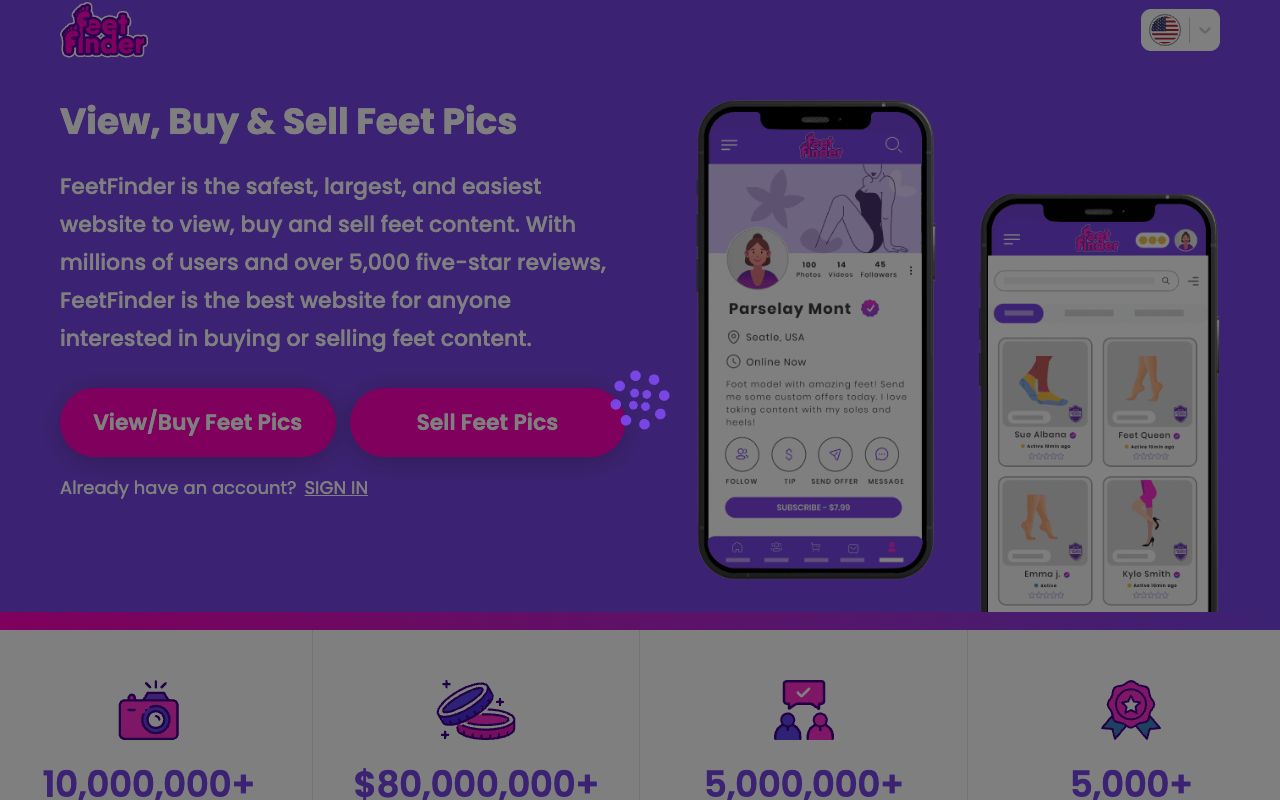 Feet
Finder
View, Buy & Sell Feet Pics
FeetFinder is the safest, largest, and easiest
website to view, buy and sell feet content. With
millions of users and over 5,000 five-star reviews,
FeetFinder is the best website for anyone
interested in buying or selling feet content.
View/Buy Feet Pics
Sell Feet Pics
Already have an account? SIGN IN
Feet
Finder
100 14 45
Photos Videos Followers
Parselay Mont
Seatle, USA
Online Now
Foot model with amazing feet! Send
me some custom offers today. I love
taking content with my soles and
heels!
FOLLOW TIP SEND OFFER MESSAGE
SUBSCRIBE - $7.99
Feet
Finder
Sue Albana
Active 10min ago
Feet Queen
Active 10min ago
Emma j.
Active
Kylo Smith
Active 10min ago
10,000,000+
$80,000,000+
5,000,000+
5,000+